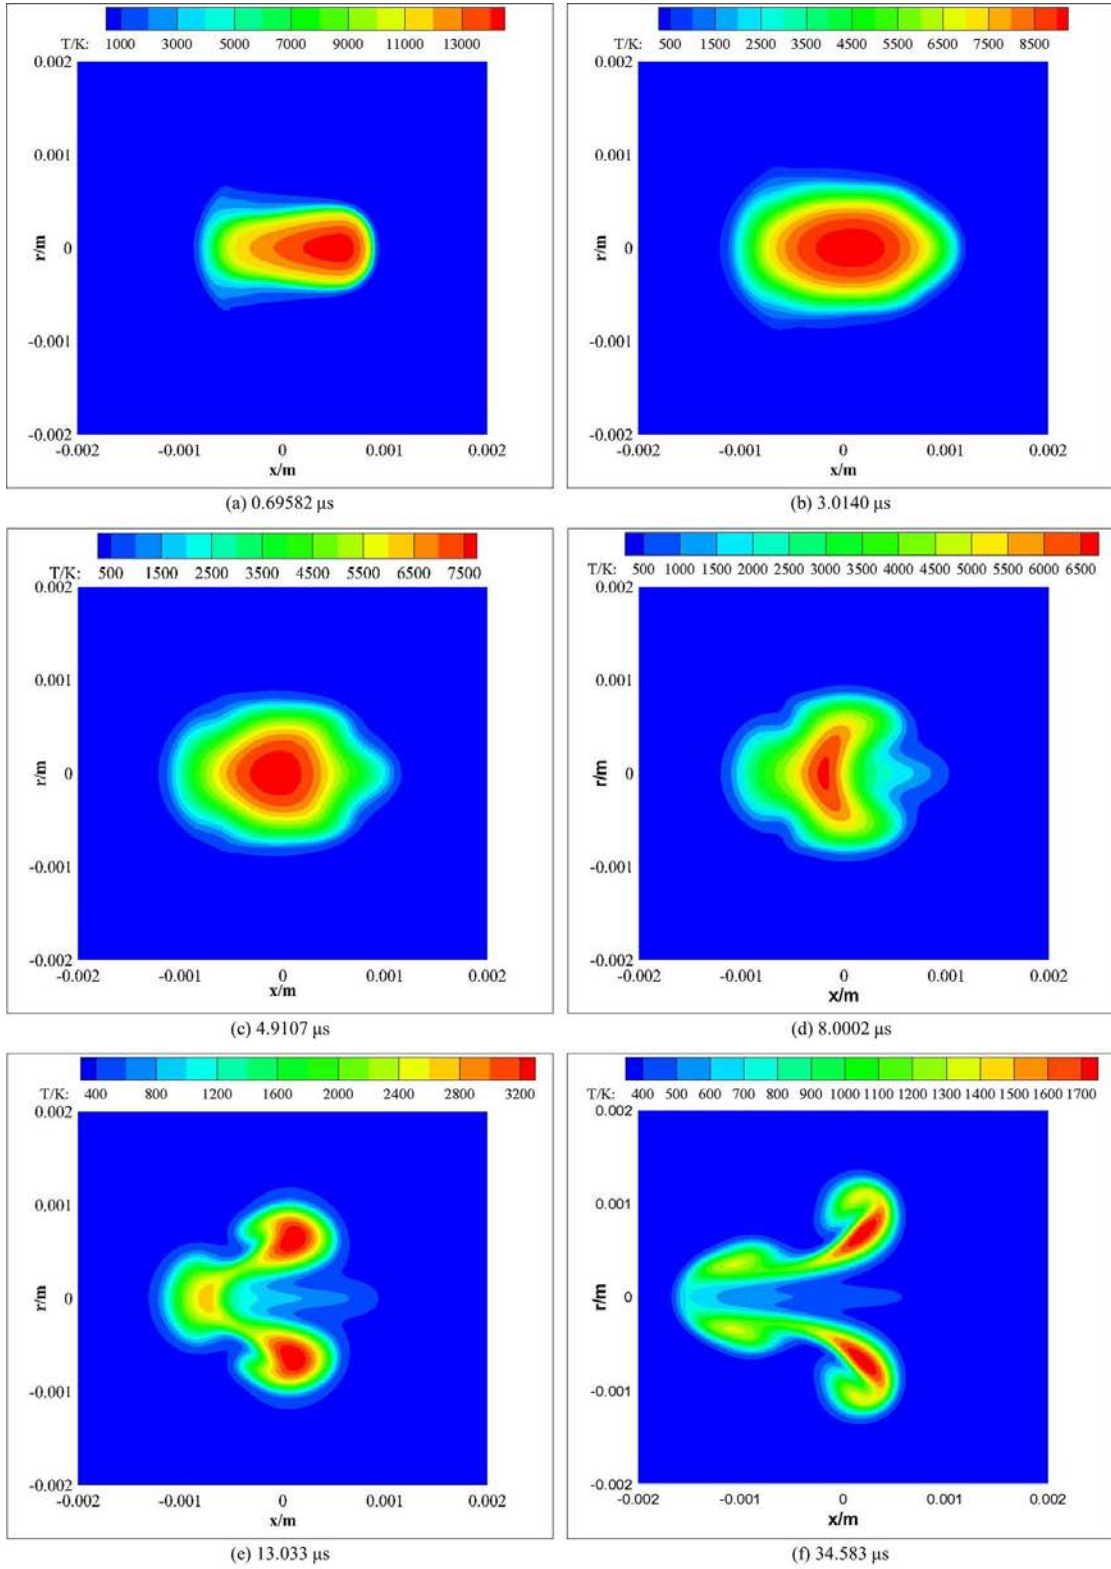 1000 3000 5000 7000 9000 11000 13000
T/K:
0.002
0.001
r/m
0
-0.001
-0.002
-0.002 -0.001 0 0.001 0.002
x/m
(a) 0.69582 μs
500 1500 2500 3500 4500 5500 6500 7500 8500
T/K:
0.002
0.001
r/m
0
-0.001
-0.002
-0.002 -0.001 0 0.001 0.002
x/m
(b) 3.0140 μs
T/K: 500 1500 2500 3500 4500 5500 6500 7500
0.002
0.001
r/m
0
-0.001
-0.002
-0.002 -0.001 0 0.001 0.002
x/m
(c) 4.9107 μs
T/K: 500 1000 1500 2000 2500 3000 3500 4000 4500 5000 5500 6000 6500
0.002
0.001
r/m
0
-0.001
-0.002
-0.002 -0.001 0 0.001 0.002
x/m
(d) 8.0002 μs
T/K: 400 800 1200 1600 2000 2400 2800 3200
0.002
0.001
r/m
0
-0.001
-0.002
-0.002 -0.001 0 0.001 0.002
x/m
(e) 13.033 μs
T/K: 400 500 600 700 800 900 1000 1100 1200 1300 1400 1500 1600 1700
0.002
0.001
r/m
0
-0.001
-0.002
-0.002 -0.001 0 0.001 0.002
x/m
(f) 34.583 μs